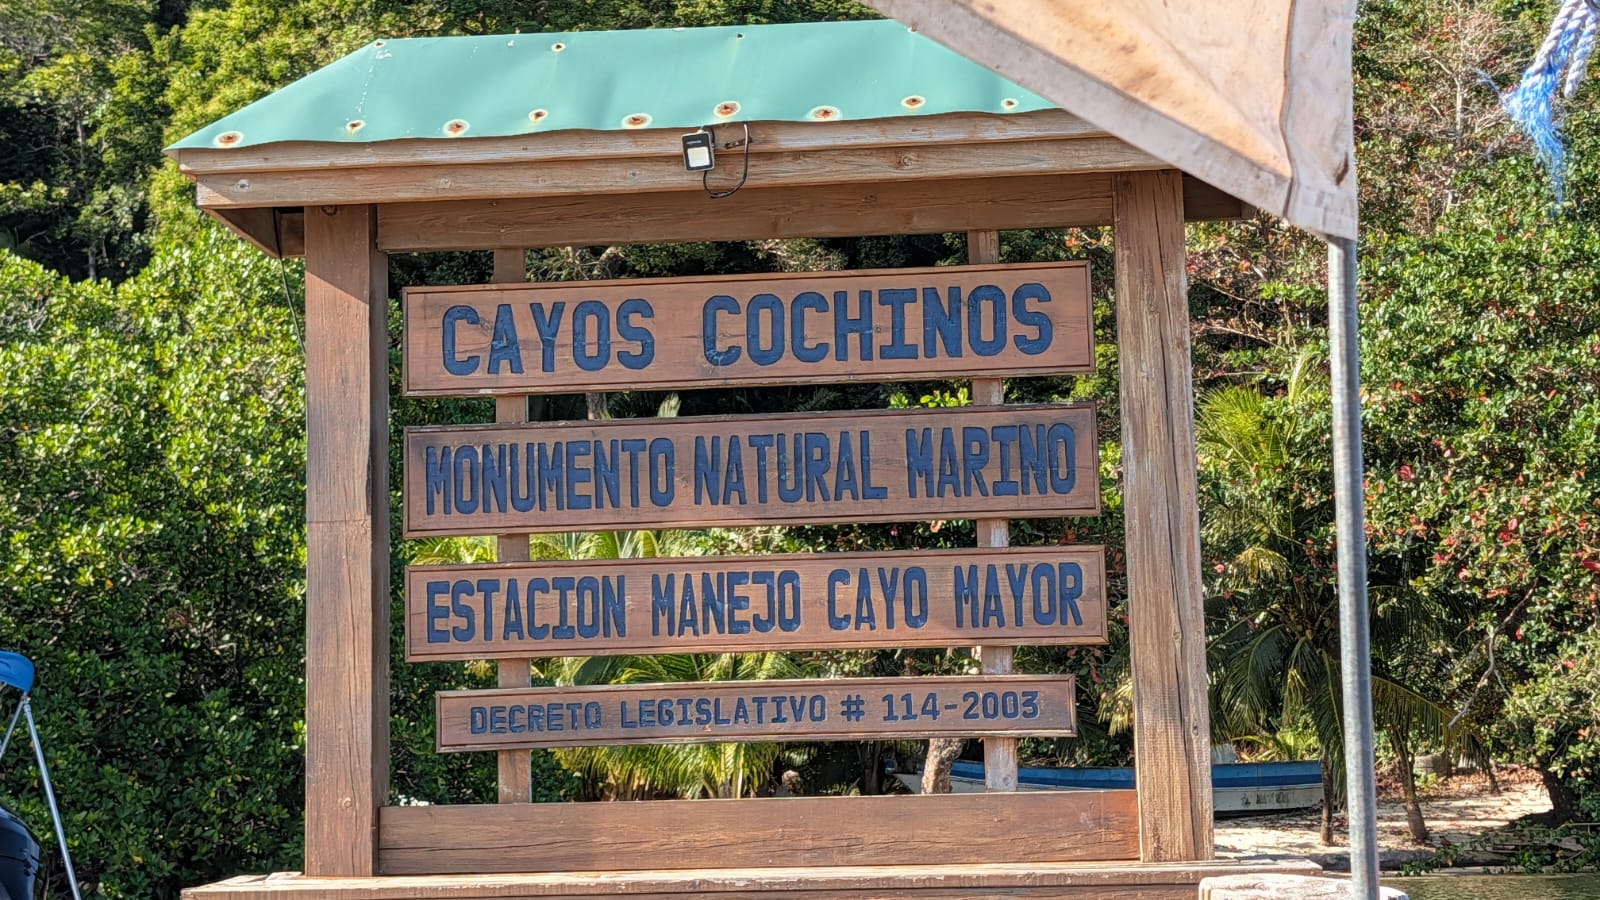 CAYOS COCHINOS
MONUMENTO NATURAL MARINO
ESTACION MANEJO CAYO MAYOR
DECRETO LEGISLATIVO # 114-2003